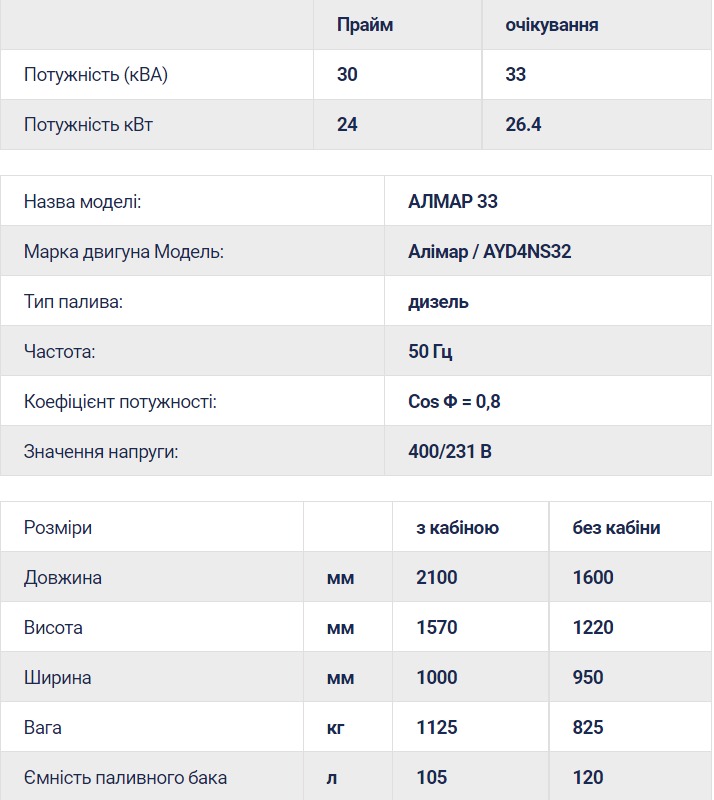 Прайм очікування
Потужність (кВА) 30 33
Потужність кВт 24 26.4
Назва моделі: АЛМАР 33
Марка двигуна Модель: Алімар / AYD4NS32
Тип палива: дизель
Частота: 50 Гц
Коефіцієнт потужності: Cos Ф = 0,8
Значення напруги: 400/231 В
Розміри з кабіною без кабіни
Довжина мм 2100 1600
Висота мм 1570 1220
Ширина мм 1000 950
Вага кг 1125 825
Ємність паливного бака л 105 120